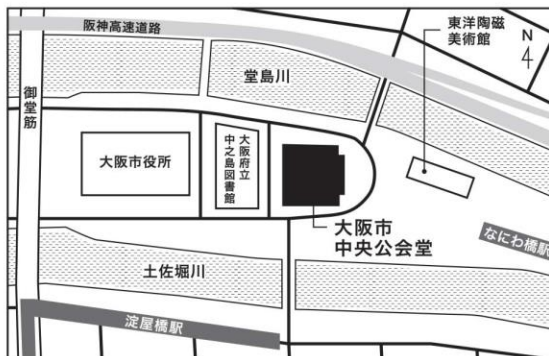 阪神高速道路
東洋陶磁
美術館
N
御堂筋
堂島川
大阪市役所
大阪府立
中之島図書館
大阪市
中央公会堂
なにわ橋駅
土佐堀川
淀屋橋駅